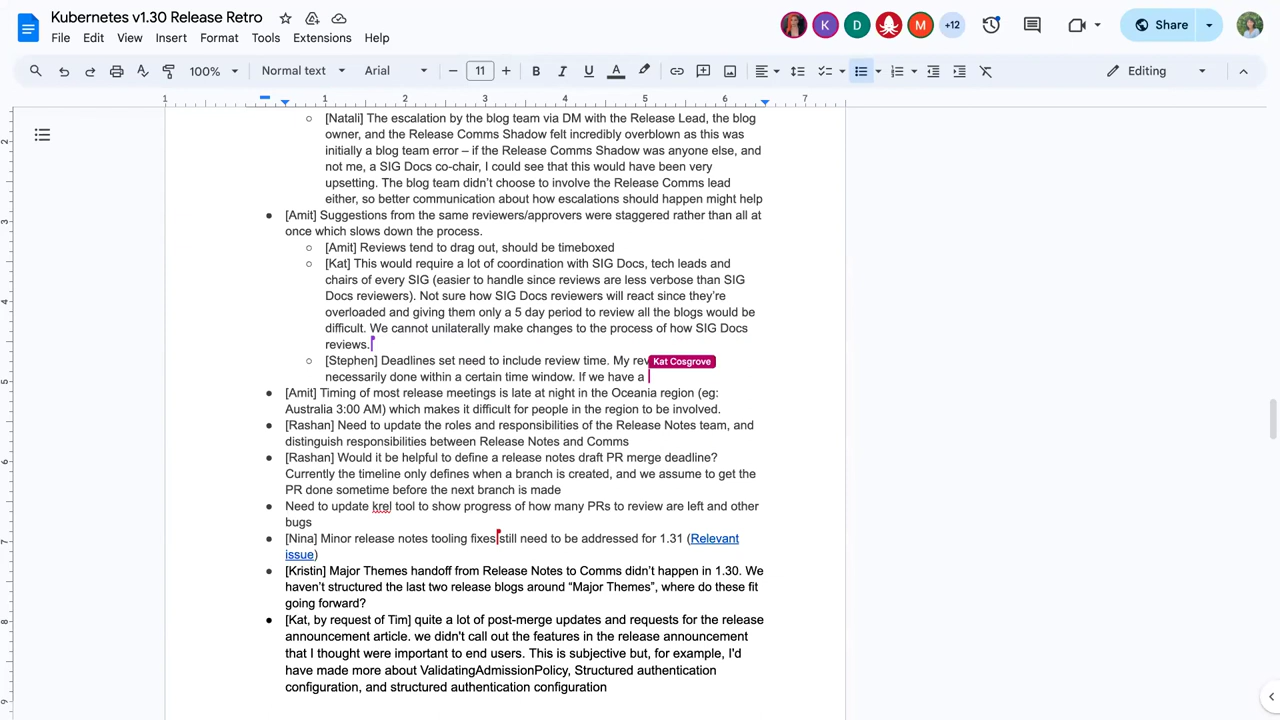 Kubernetes v1.30 Release Retro
File Edit View Insert Format Tools Extensions Help
K D M +12 Share
100% Normal text Arial 11 Editing
1 1 2 3 4 5 6 7
[Natali] The escalation by the blog team via DM with the Release Lead, the blog
owner, and the Release Comms Shadow felt incredibly overblown as this was
initially a blog team error – if the Release Comms Shadow was anyone else, and
not me, a SIG Docs co-chair, I could see that this would have been very
upsetting. The blog team didn’t choose to involve the Release Comms lead
either, so better communication about how escalations should happen might help
[Amit] Suggestions from the same reviewers/approvers were staggered rather than all at
once which slows down the process.
[Amit] Reviews tend to drag out, should be timeboxed
[Kat] This would require a lot of coordination with SIG Docs, tech leads and
chairs of every SIG (easier to handle since reviews are less verbose than SIG
Docs reviewers). Not sure how SIG Docs reviewers will react since they’re
overloaded and giving them only a 5 day period to review all the blogs would be
difficult. We cannot unilaterally make changes to the process of how SIG Docs
reviews.
[Stephen] Deadlines set need to include review time. My rev Kat Cosgrove
necessarily done within a certain time window. If we have a
[Amit] Timing of most release meetings is late at night in the Oceania region (eg:
Australia 3:00 AM) which makes it difficult for people in the region to be involved.
[Rashan] Need to update the roles and responsibilities of the Release Notes team, and
distinguish responsibilities between Release Notes and Comms
[Rashan] Would it be helpful to define a release notes draft PR merge deadline?
Currently the timeline only defines when a branch is created, and we assume to get the
PR done sometime before the next branch is made
Need to update krel tool to show progress of how many PRs to review are left and other
bugs
[Nina] Minor release notes tooling fixes still need to be addressed for 1.31 (Relevant
issue)
[Kristin] Major Themes handoff from Release Notes to Comms didn’t happen in 1.30. We
haven’t structured the last two release blogs around “Major Themes”, where do these fit
going forward?
[Kat, by request of Tim] quite a lot of post-merge updates and requests for the release
announcement article. we didn't call out the features in the release announcement
that I thought were important to end users. This is subjective but, for example, I'd
have made more about ValidatingAdmissionPolicy, Structured authentication
configuration, and structured authentication configuration
2
3
4
5
6
7
8
9